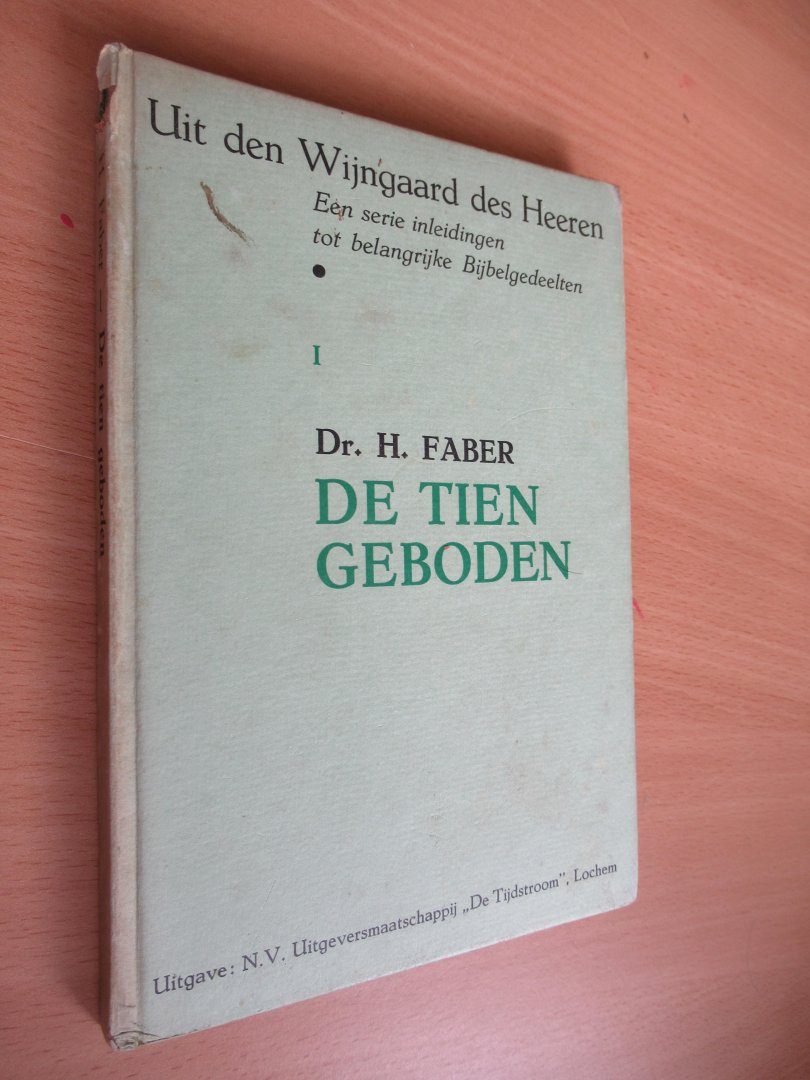 Uit den Wijngaard des Heeren
Een serie inleidingen
tot belangrijke Bijbelgedeelten
•
I
Dr. H. FABER
DE TIEN
GEBODEN
Uitgave: N.V. Uitgeversmaatschappij „De Tijdstroom”, Lochem
H. Faber — De tien geboden